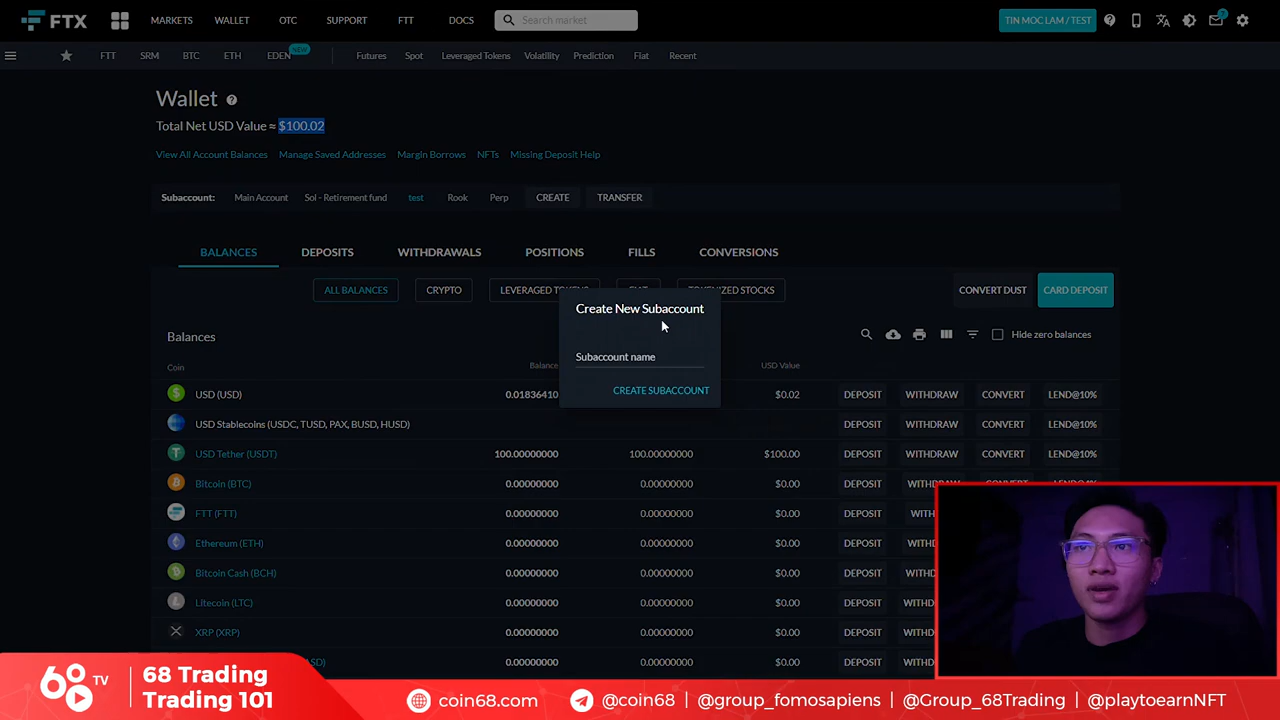 FTX MARKETS WALLET OTC SUPPORT FTT DOCS Search market TIN MOC LAM / TEST
FTT SRM BTC ETH EDEN NEW Futures Spot Leveraged Tokens Volatility Prediction Fiat Recent
Wallet
Total Net USD Value ≈ $100.02
View All Account Balances Manage Saved Addresses Margin Borrows NFTs Missing Deposit Help
Subaccount: Main Account Sol - Retirement fund test Rook Perp CREATE TRANSFER
BALANCES DEPOSITS WITHDRAWALS POSITIONS FILLS CONVERSIONS
ALL BALANCES CRYPTO LEVERAGED TOKENS FIAT TOKENIZED STOCKS CONVERT DUST CARD DEPOSIT
Create New Subaccount
Subaccount name
CREATE SUBACCOUNT
Balances Hide zero balances
Coin Balance USD Value
USD (USD) 0.01836410 $0.02 DEPOSIT WITHDRAW CONVERT LEND@10%
USD Stablecoins (USDC, TUSD, PAX, BUSD, HUSD) DEPOSIT WITHDRAW CONVERT LEND@10%
USD Tether (USDT) 100.00000000 100.00000000 $100.00 DEPOSIT WITHDRAW CONVERT LEND@10%
Bitcoin (BTC) 0.00000000 0.00000000 $0.00 DEPOSIT
FTT (FTT) 0.00000000 0.00000000 $0.00 DEPOSIT
Ethereum (ETH) 0.00000000 0.00000000 $0.00 DEPOSIT
Bitcoin Cash (BCH) 0.00000000 0.00000000 $0.00 DEPOSIT
Litecoin (LTC) 0.00000000 0.00000000 $0.00 DEPOSIT
XRP (XRP) 0.00000000 0.00000000 $0.00 DEPOSIT
0.00000000 0.00000000 $0.00 DEPOSIT
68 TV
68 Trading
Trading 101
coin68.com @coin68 | @group_fomosapiens | @Group_68Trading | @playtoearnNFT